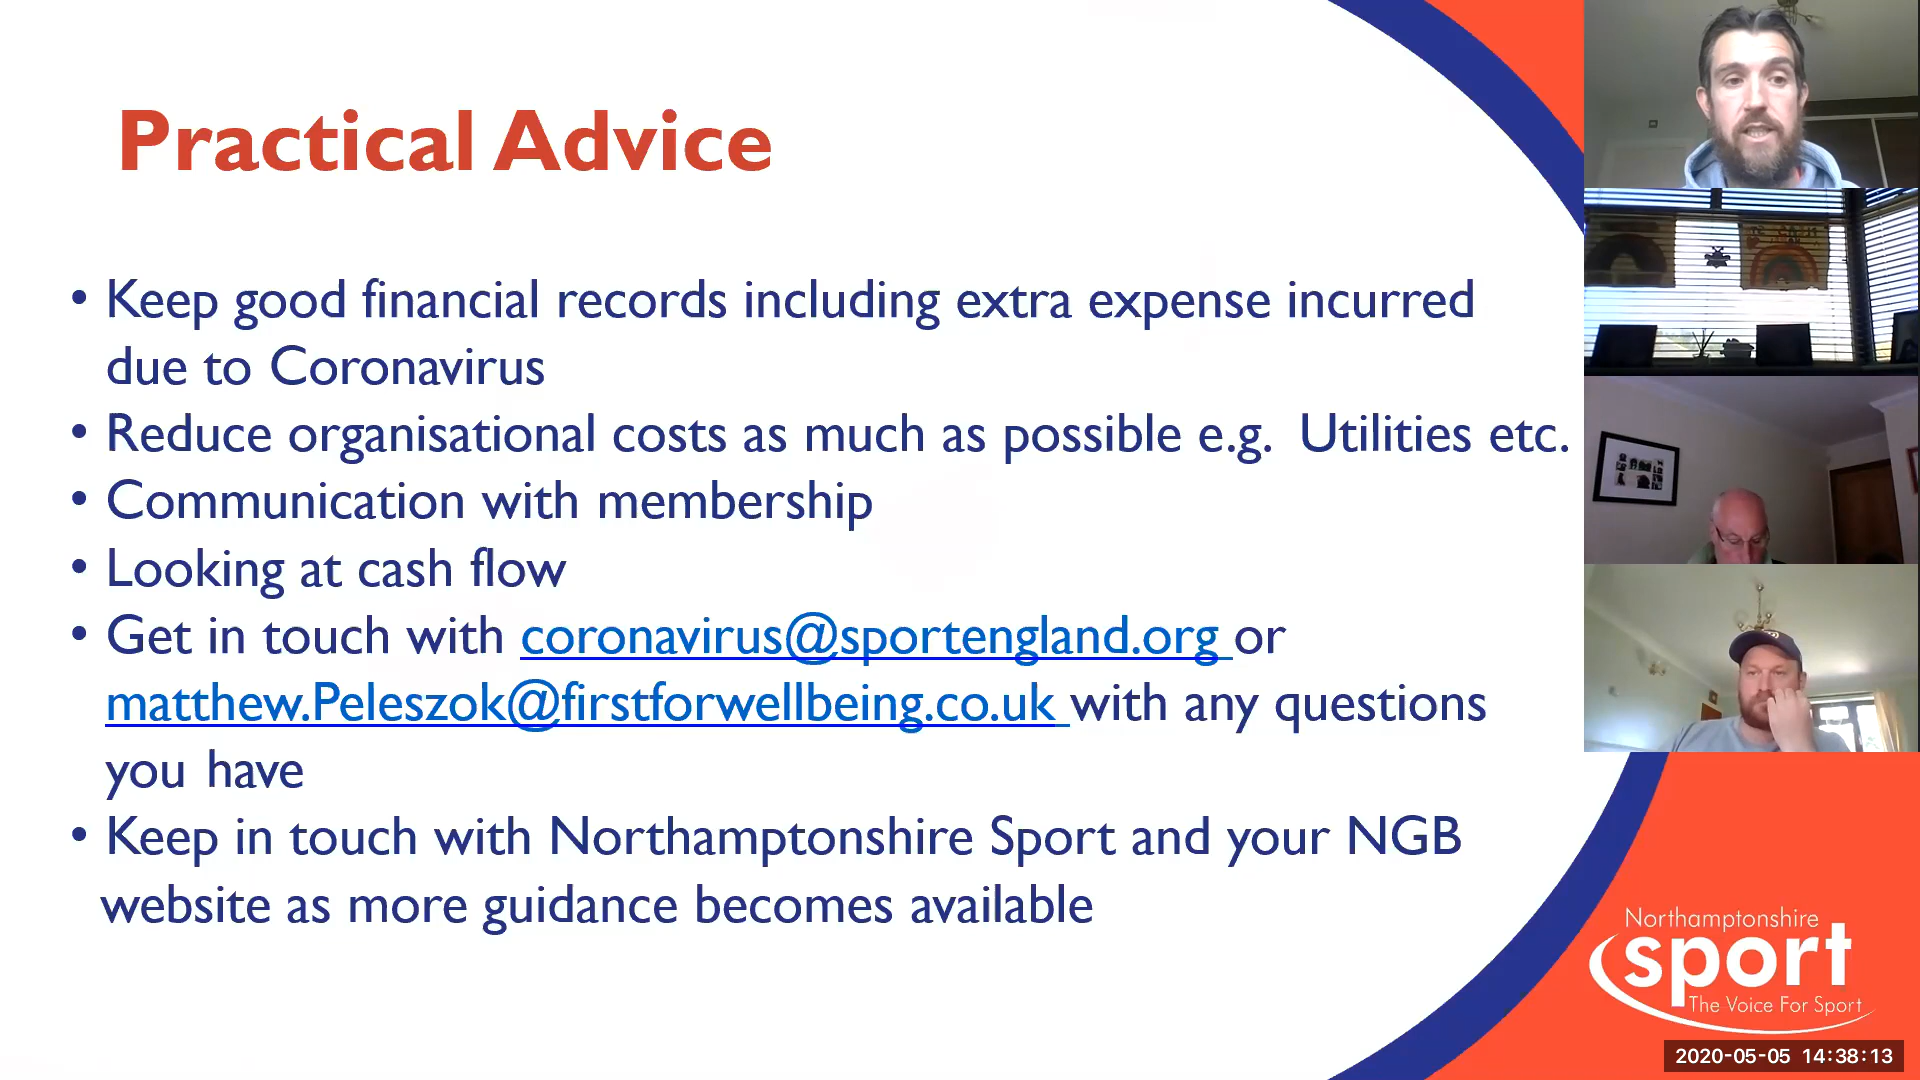 Practical Advice
• Keep good financial records including extra expense incurred
due to Coronavirus
• Reduce organisational costs as much as possible e.g. Utilities etc.
• Communication with membership
• Looking at cash flow
• Get in touch with coronavirus@sportengland.org or
matthew.Peleszok@firstforwellbeing.co.uk with any questions
you have
• Keep in touch with Northamptonshire Sport and your NGB
website as more guidance becomes available
Northamptonshire
sport
The Voice For Sport
2020-05-05 14:38:13